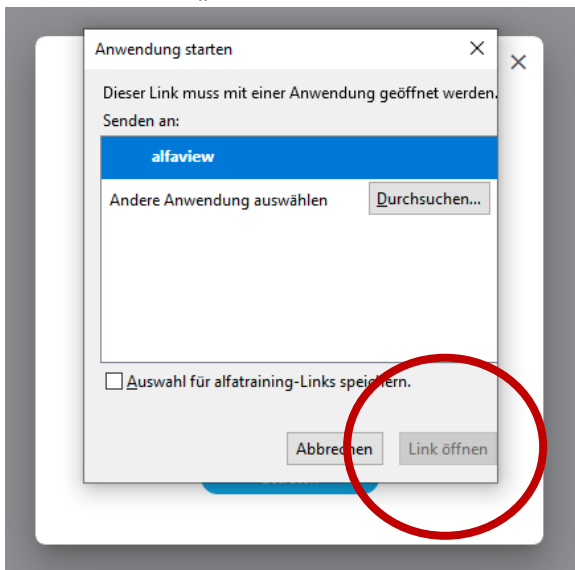 Anwendung starten
Dieser Link muss mit einer Anwendung geöffnet werden.
Senden an:
alfaview
Andere Anwendung auswählen
Durchsuchen...
Auswahl für alfatraining-Links speichern.
Abbrechen
Link öffnen